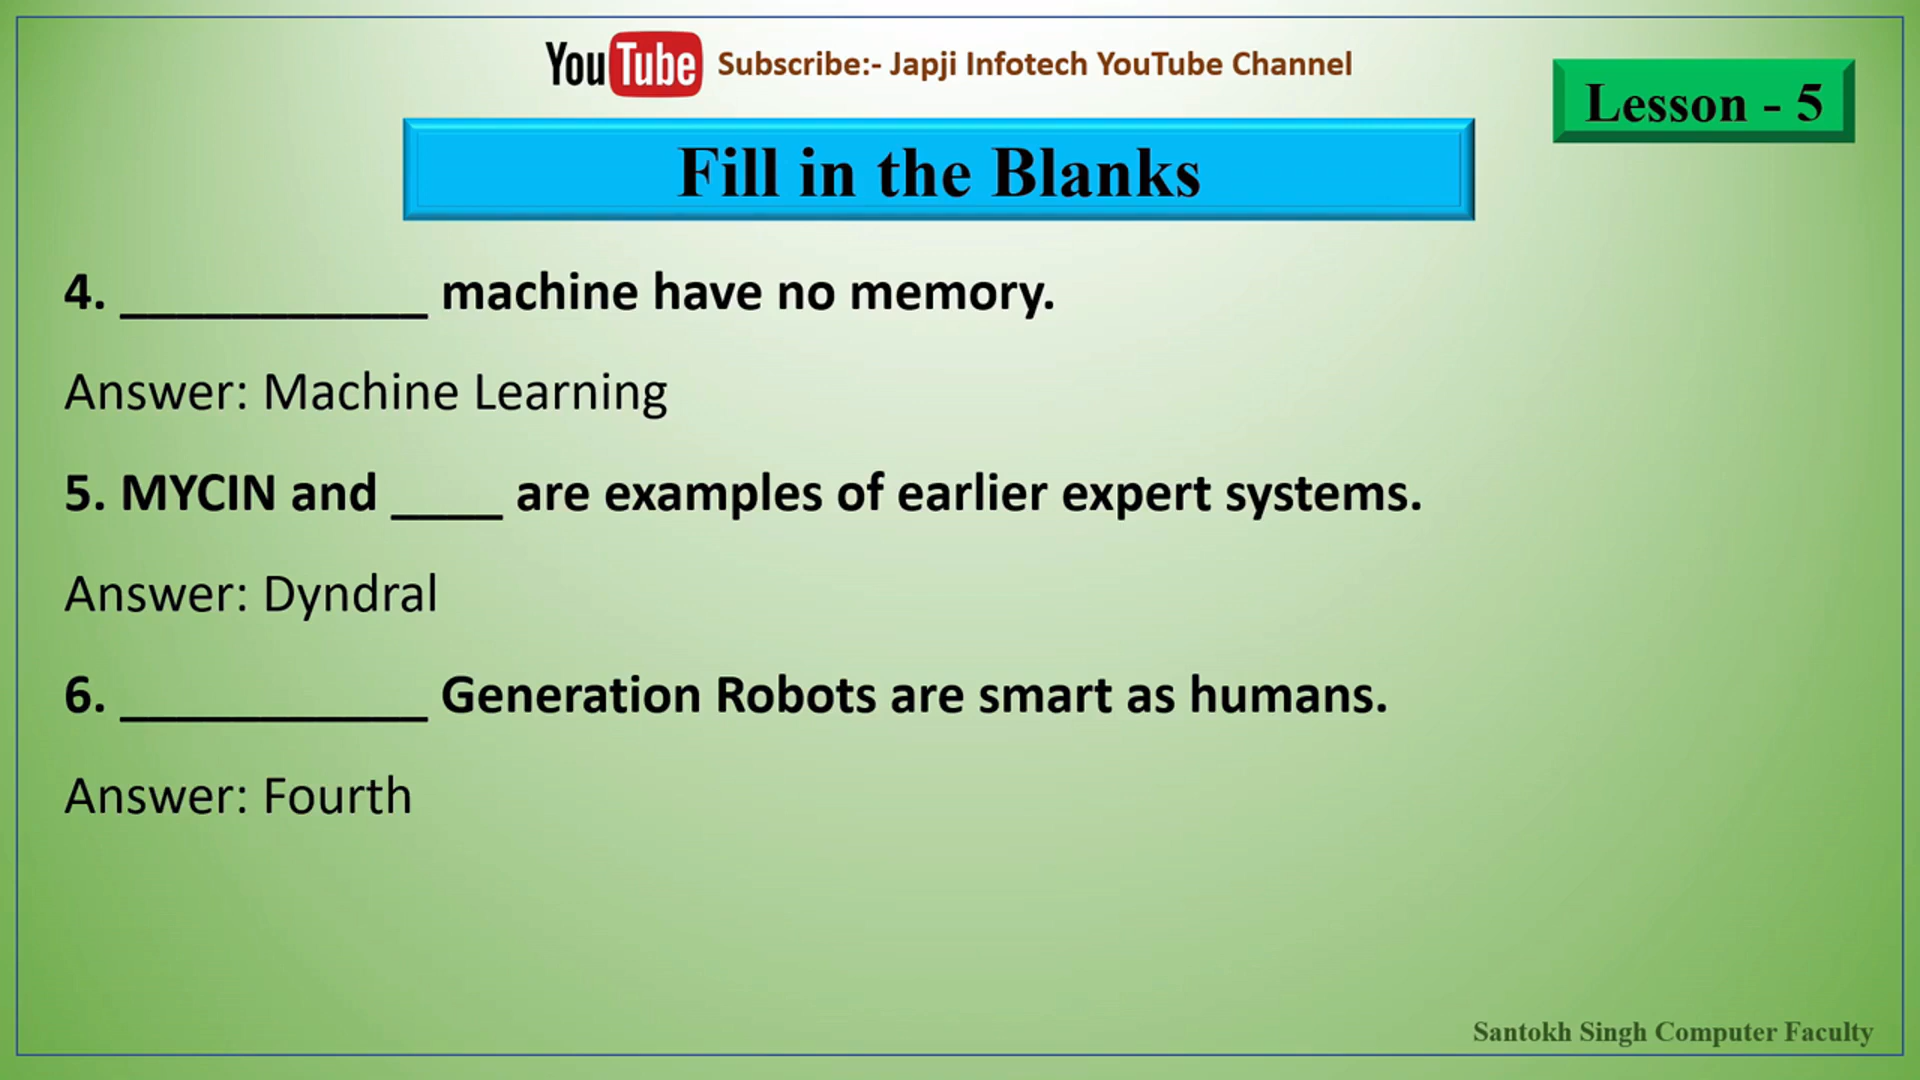 YouTube Subscribe:- Japji Infotech YouTube Channel
Lesson - 5
Fill in the Blanks
4. ___________ machine have no memory.
Answer: Machine Learning
5. MYCIN and ____ are examples of earlier expert systems.
Answer: Dyndral
6. ___________ Generation Robots are smart as humans.
Answer: Fourth
Santokh Singh Computer Faculty